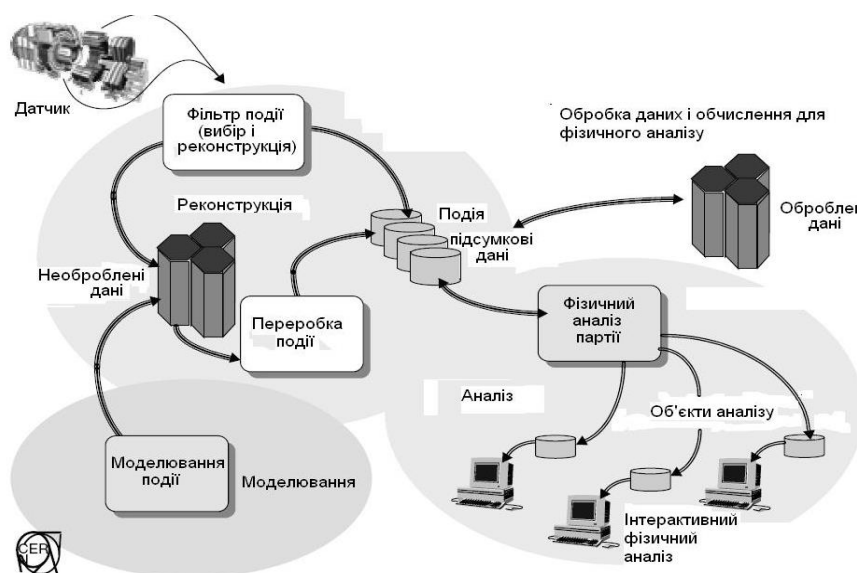 Датчик
Фільтр події
(вибір і
реконструкція)
Обробка даних і обчислення для
фізичного аналізу
Реконструкція
Необроблені
дані
Переробка
події
Подія
підсумкові
дані
Оброблені
дані
Фізичний
аналіз
партії
Аналіз
Об'єкти аналізу
Моделювання
події
Моделювання
Інтерактивний
фізичний
аналіз
CER
N